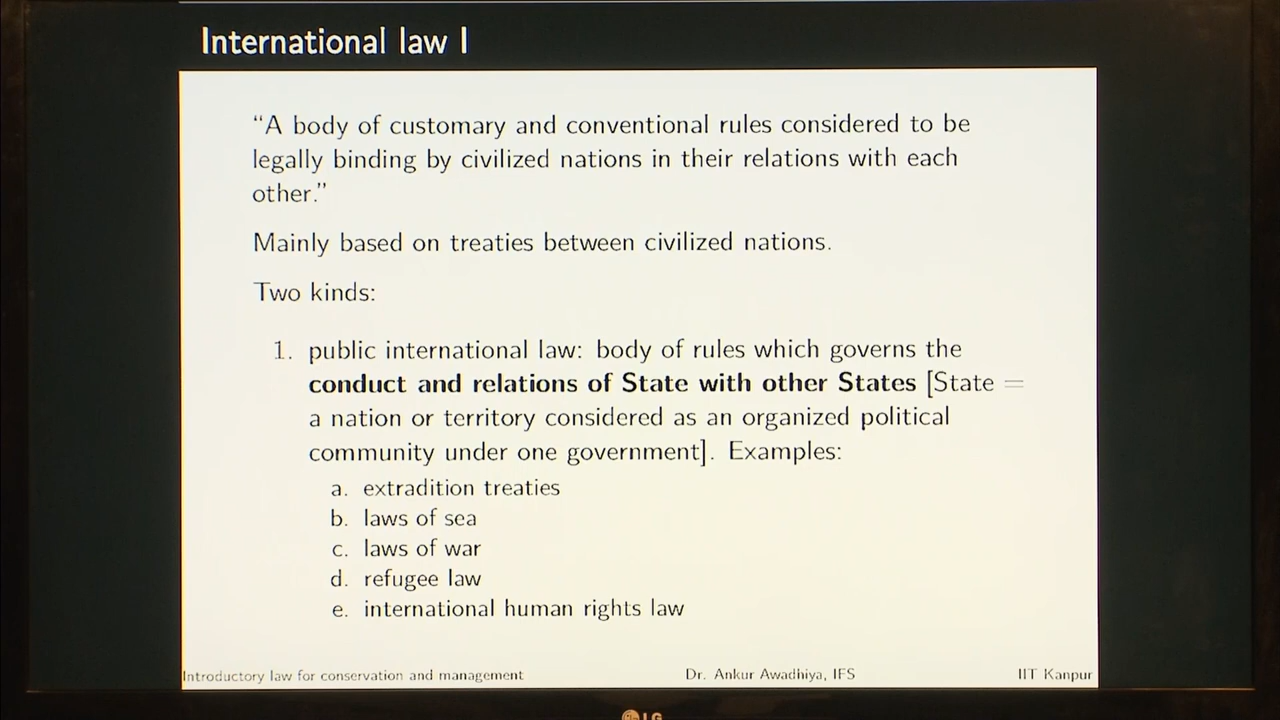 International law I
“A body of customary and conventional rules considered to be
legally binding by civilized nations in their relations with each
other.”
Mainly based on treaties between civilized nations.
Two kinds:
1. public international law: body of rules which governs the
conduct and relations of State with other States [State =
a nation or territory considered as an organized political
community under one government]. Examples:
a. extradition treaties
b. laws of sea
c. laws of war
d. refugee law
e. international human rights law
Introductory law for conservation and management Dr. Ankur Awadhiya, IFS IIT Kanpur
LG